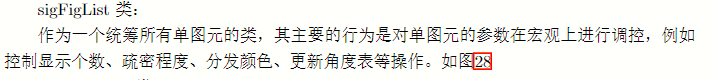 sigFigList 类：
作为一个统筹所有单图元的类，其主要的行为是对单图元的参数在宏观上进行调控，例如
控制显示个数、疏密程度、分发颜色、更新角度表等操作。如图28